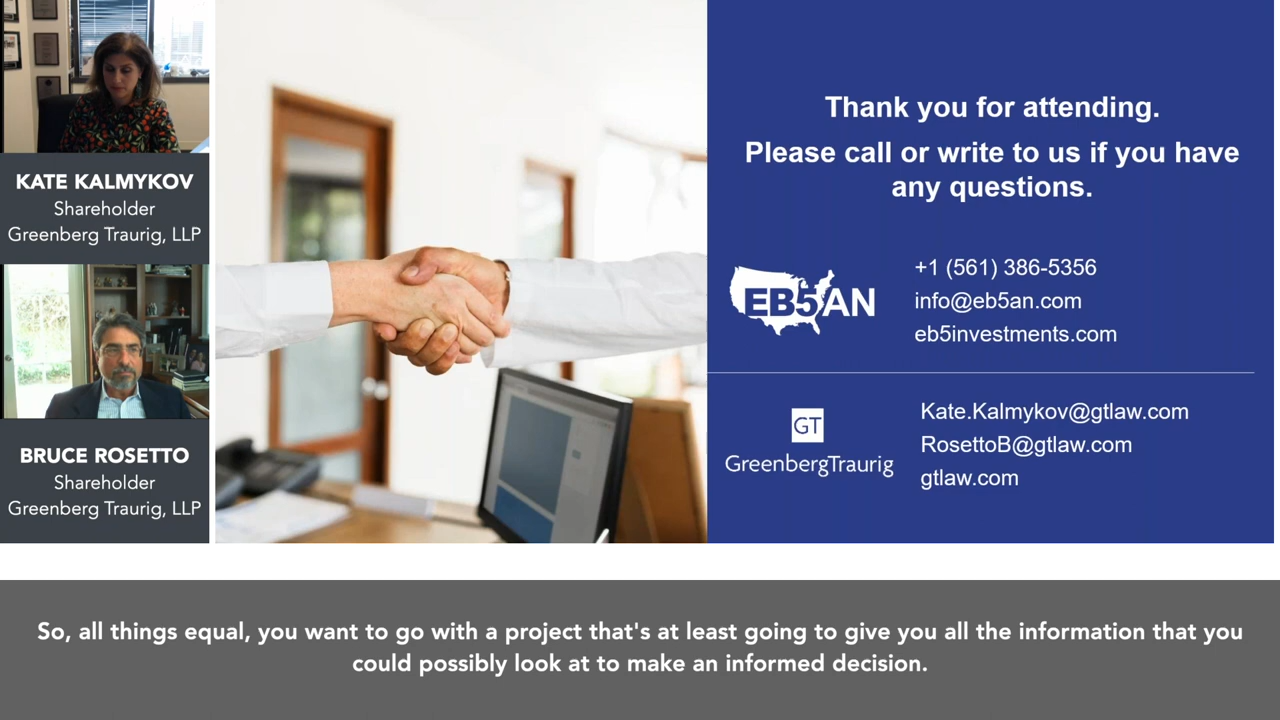 KATE KALMYKOV
Shareholder
Greenberg Traurig, LLP
BRUCE ROSETTO
Shareholder
Greenberg Traurig, LLP
Thank you for attending.
Please call or write to us if you have
any questions.
EB5AN
+1 (561) 386-5356
info@eb5an.com
eb5investments.com
GT
GreenbergTraurig
Kate.Kalmykov@gtlaw.com
RosettoB@gtlaw.com
gtlaw.com
So, all things equal, you want to go with a project that's at least going to give you all the information that you
could possibly look at to make an informed decision.